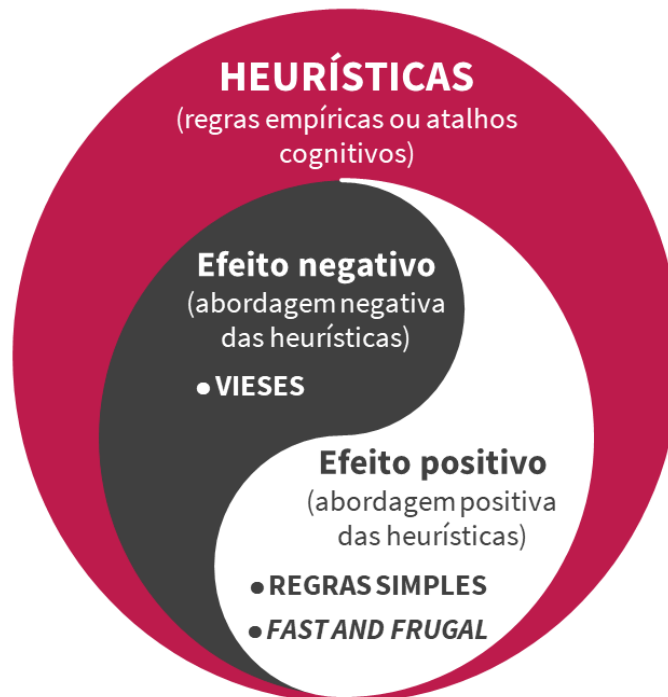 HEURÍSTICAS
(regras empíricas ou atalhos
cognitivos)
Efeito negativo
(abordagem negativa
das heurísticas)
• VIESES
Efeito positivo
(abordagem positiva
das heurísticas)
• REGRAS SIMPLES
• FAST AND FRUGAL